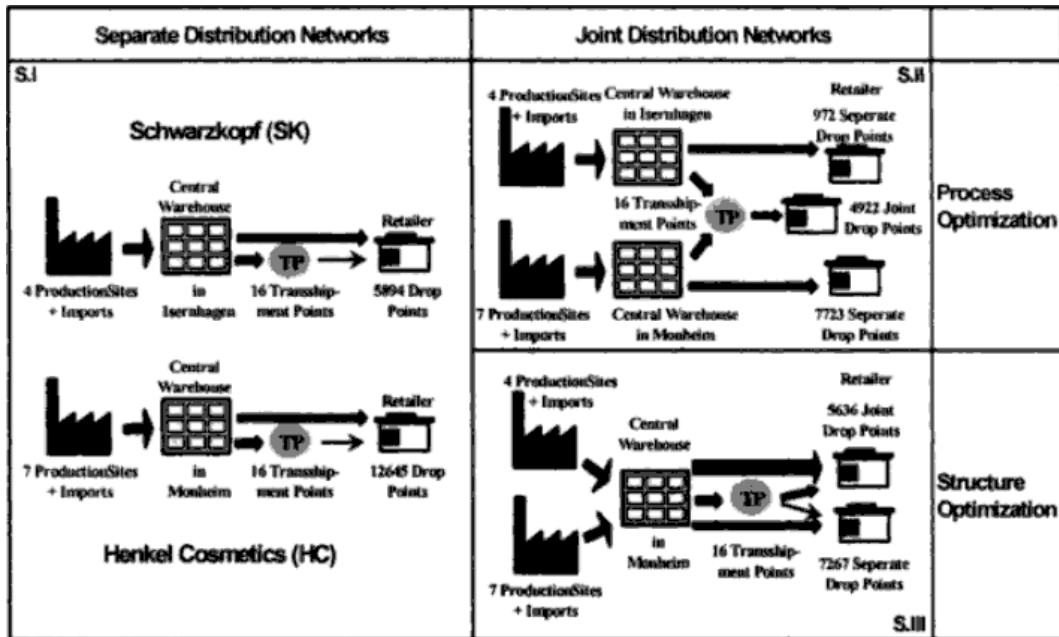 Separate Distribution Networks
Joint Distribution Networks
S.I
Schwarzkopf (SK)
Central
Warehouse
Retailer
TP
4 ProductionSites
+ Imports
in
Isernhagen
16 Transship-
ment Points
5894 Drop
Points
Central
Warehouse
Retailer
TP
7 ProductionSites
+ Imports
in
Monheim
16 Transship-
ment Points
12645 Drop
Points
Henkel Cosmetics (HC)
S.II
4 ProductionSites
+ Imports
Central Warehouse
in Isernhagen
Retailer
972 Seperate
Drop Points
16 Transship-
ment Points
TP
4922 Joint
Drop Points
7 ProductionSites
+ Imports
Central Warehouse
in Monheim
7723 Seperate
Drop Points
Process
Optimization
4 ProductionSites
+ Imports
Retailer
5636 Joint
Drop Points
Central
Warehouse
TP
in
Monheim
16 Transship-
ment Points
7267 Seperate
Drop Points
7 ProductionSites
+ Imports
S.III
Structure
Optimization